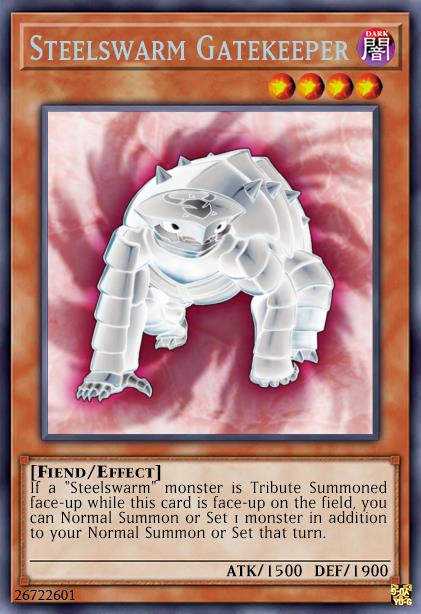 Steelswarm Gatekeeper
DARK
闇
[Fiend/Effect]
If a "Steelswarm" monster is Tribute Summoned
face-up while this card is face-up on the field, you
can Normal Summon or Set 1 monster in addition
to your Normal Summon or Set that turn.
ATK/1500 DEF/1900
26722601